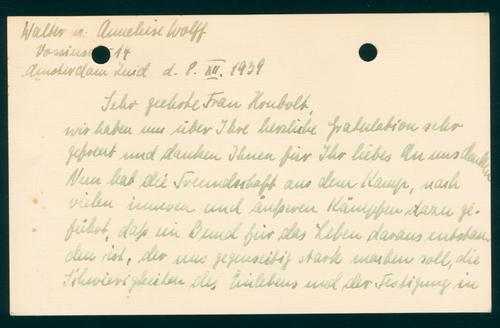 Walter u. Anneliese Wolff
Vossiusstr 14
Amsterdam Zuid d. 8. XII. 1939
Sehr geehrte Frau Houbolt,
wir haben uns über Ihre herzliche Gratulation sehr
gefreut und danken Ihnen für Ihr liebes An uns denken.
Nun hat die Freundschaft aus dem Kamp, nach
vielen inneren und äußeren Kämpfen dazu ge-
führt, daß ein Bund für das Leben daraus entstan-
den ist, der uns gegenseitig stark machen soll, die
Schwierigkeiten des Einlebens und der Festigung in